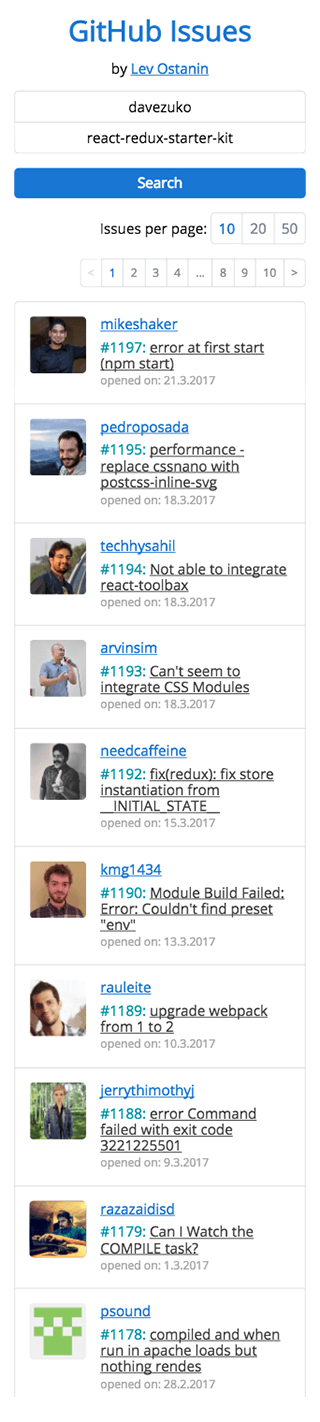 GitHub Issues
by Lev Ostanin
davezuko
react-redux-starter-kit
Search
Issues per page: 10 20 50
< 1 2 3 4 ... 8 9 10 >
mikeshaker
#1197: error at first start
(npm start)
opened on: 21.3.2017
pedroposada
#1195: performance -
replace cssnano with
postcss-inline-svg
opened on: 18.3.2017
techhysahil
#1194: Not able to integrate
react-toolbax
opened on: 18.3.2017
arvinsim
#1193: Can't seem to
integrate CSS Modules
opened on: 18.3.2017
needcaffeine
#1192: fix(redux): fix store
instantiation from
__INITIAL_STATE__
opened on: 15.3.2017
kmg1434
#1190: Module Build Failed:
Error: Couldn't find preset
"env"
opened on: 13.3.2017
rauleite
#1189: upgrade webpack
from 1 to 2
opened on: 10.3.2017
jerrythimothyj
#1188: error Command
failed with exit code
3221225501
opened on: 9.3.2017
razazaidisd
#1179: Can I Watch the
COMPILE task?
opened on: 1.3.2017
psound
#1178: compiled and when
run in apache loads but
nothing rendes
opened on: 28.2.2017